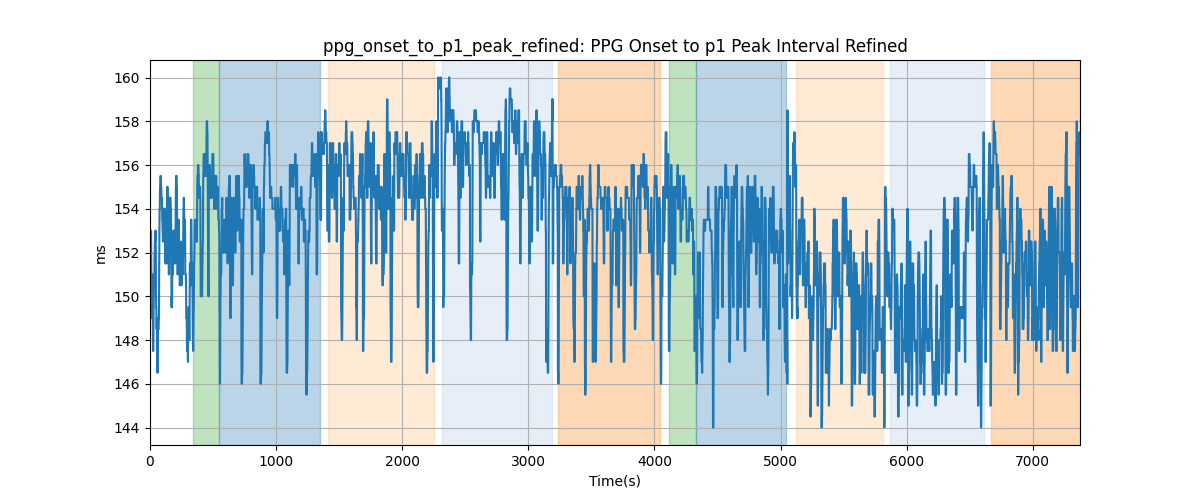 ppg_onset_to_p1_peak_refined: PPG Onset to p1 Peak Interval Refined
160
158
156
154
152
150
148
146
144
ms
0 1000 2000 3000 4000 5000 6000 7000
Time(s)